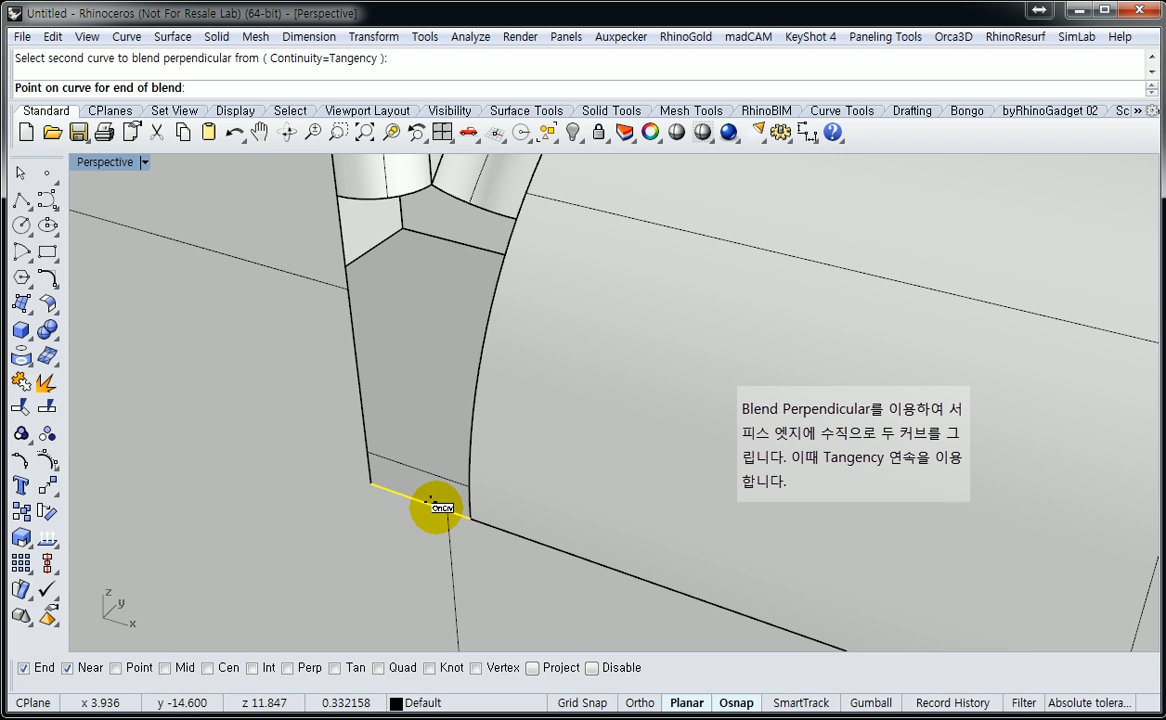 Untitled - Rhinoceros (Not For Resale Lab) (64-bit) - [Perspective]
File Edit View Curve Surface Solid Mesh Dimension Transform Tools Analyze Render Panels Auxpecker RhinoGold madCAM KeyShot 4 Paneling Tools Orca3D RhinoResurf SimLab Help
Select second curve to blend perpendicular from ( Continuity=Tangency ):
Point on curve for end of blend:
Standard CPlanes Set View Display Select Viewport Layout Visibility Surface Tools Solid Tools Mesh Tools RhinoBIM Curve Tools Drafting Bongo byRhinoGadget 02 Sc »
Perspective
Blend Perpendicular를 이용하여 서
피스 엣지에 수직으로 두 커브를 그
립니다. 이때 Tangency 연속을 이용
합니다.
OnCrv
z
y
x
End Near Point Mid Cen Int Perp Tan Quad Knot Vertex Project Disable
CPlane x 3.936 y -14.600 z 11.847 0.332158 Default Grid Snap Ortho Planar Osnap SmartTrack Gumball Record History Filter Absolute tolera...